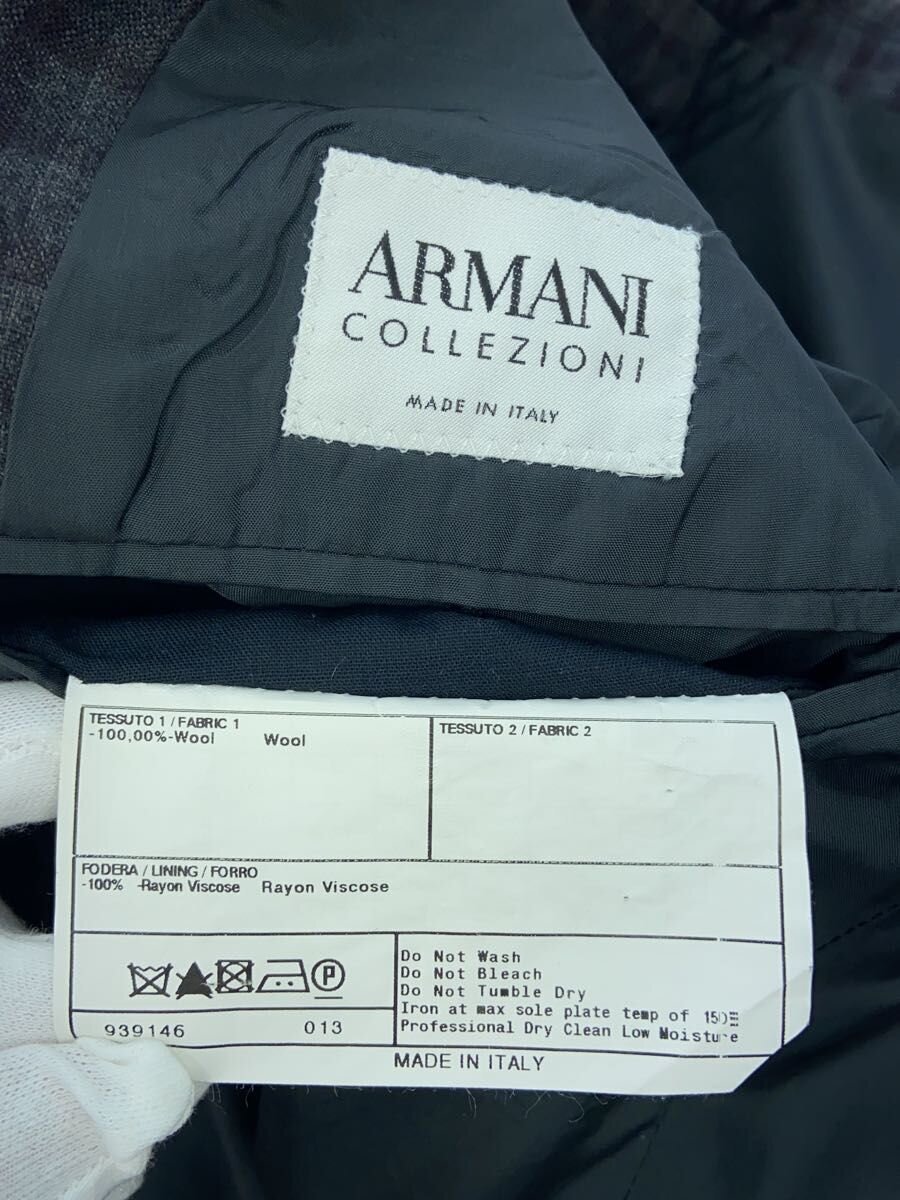 ARMANI
COLLEZIONI
MADE IN ITALY
TESSUTO 1 / FABRIC 1
-100,00%-Wool Wool
TESSUTO 2 / FABRIC 2
FODERA / LINING / FORRO
-100% -Rayon Viscose Rayon Viscose
P
939146 013
Do Not Wash
Do Not Bleach
Do Not Tumble Dry
Iron at max sole plate temp of
Professional Dry Clean Low Moisture
MADE IN ITALY